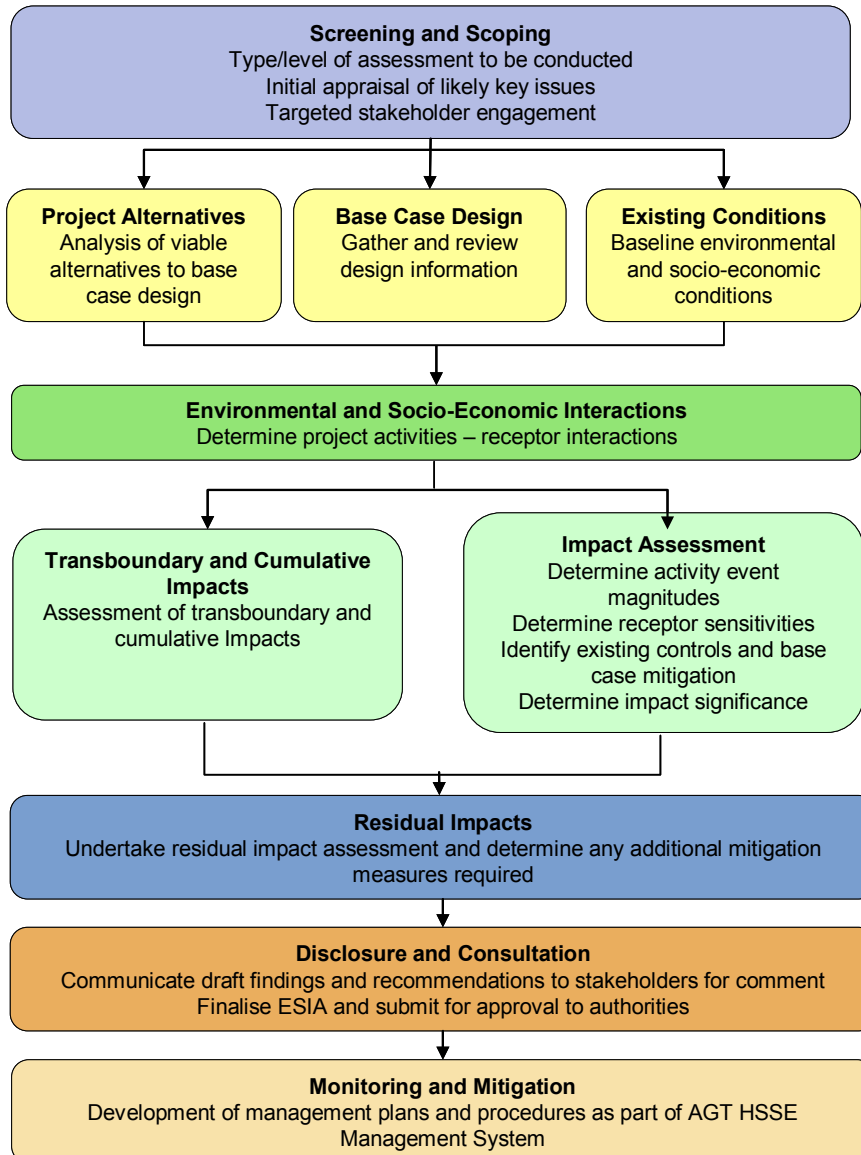 Screening and Scoping
Type/level of assessment to be conducted
Initial appraisal of likely key issues
Targeted stakeholder engagement
Project Alternatives
Analysis of viable
alternatives to base
case design
Base Case Design
Gather and review
design information
Existing Conditions
Baseline environmental
and socio-economic
conditions
Environmental and Socio-Economic Interactions
Determine project activities – receptor interactions
Transboundary and Cumulative
Impacts
Assessment of transboundary and
cumulative Impacts
Impact Assessment
Determine activity event
magnitudes
Determine receptor sensitivities
Identify existing controls and base
case mitigation
Determine impact significance
Residual Impacts
Undertake residual impact assessment and determine any additional mitigation
measures required
Disclosure and Consultation
Communicate draft findings and recommendations to stakeholders for comment
Finalise ESIA and submit for approval to authorities
Monitoring and Mitigation
Development of management plans and procedures as part of AGT HSSE
Management System